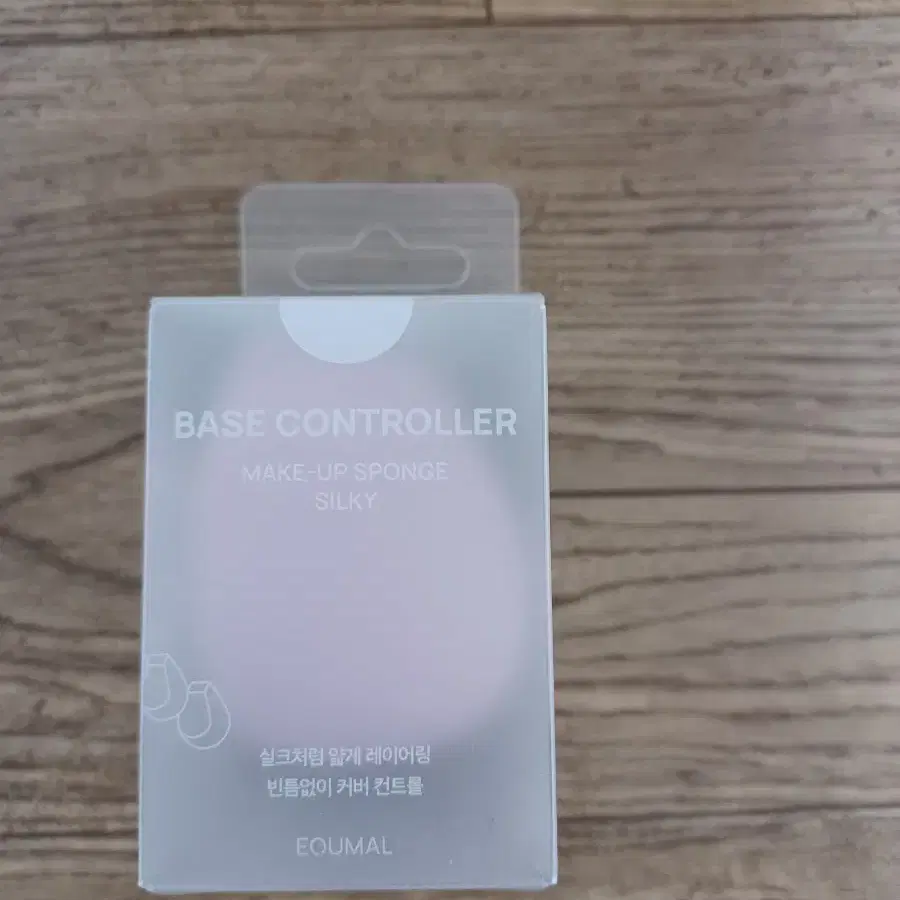 BASE CONTROLLER
MAKE-UP SPONGE
SILKY
실크처럼 얇게 레이어링
빈틈없이 커버 컨트롤
EQUMAL